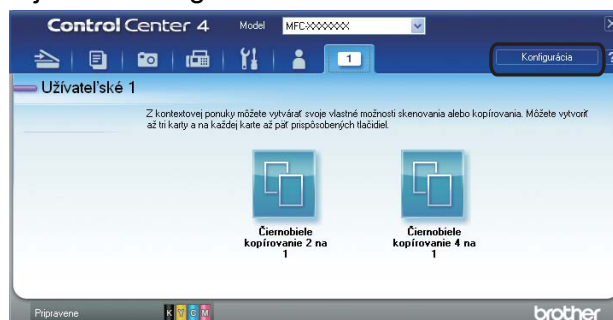 Control Center 4 Model MFC-XXXXXX
1 Konfigurácia ?
Užívateľské 1
Z kontextovej ponuky môžete vytvárať svoje vlastné možnosti skenovania alebo kopírovania. Môžete vytvoriť
až tri karty a na každej karte až päť prispôsobených tlačidiel.
Čiernobiele
kopírovanie 2 na
1
Čiernobiele
kopírovanie 4 na
1
Pripravene K Y C M brother